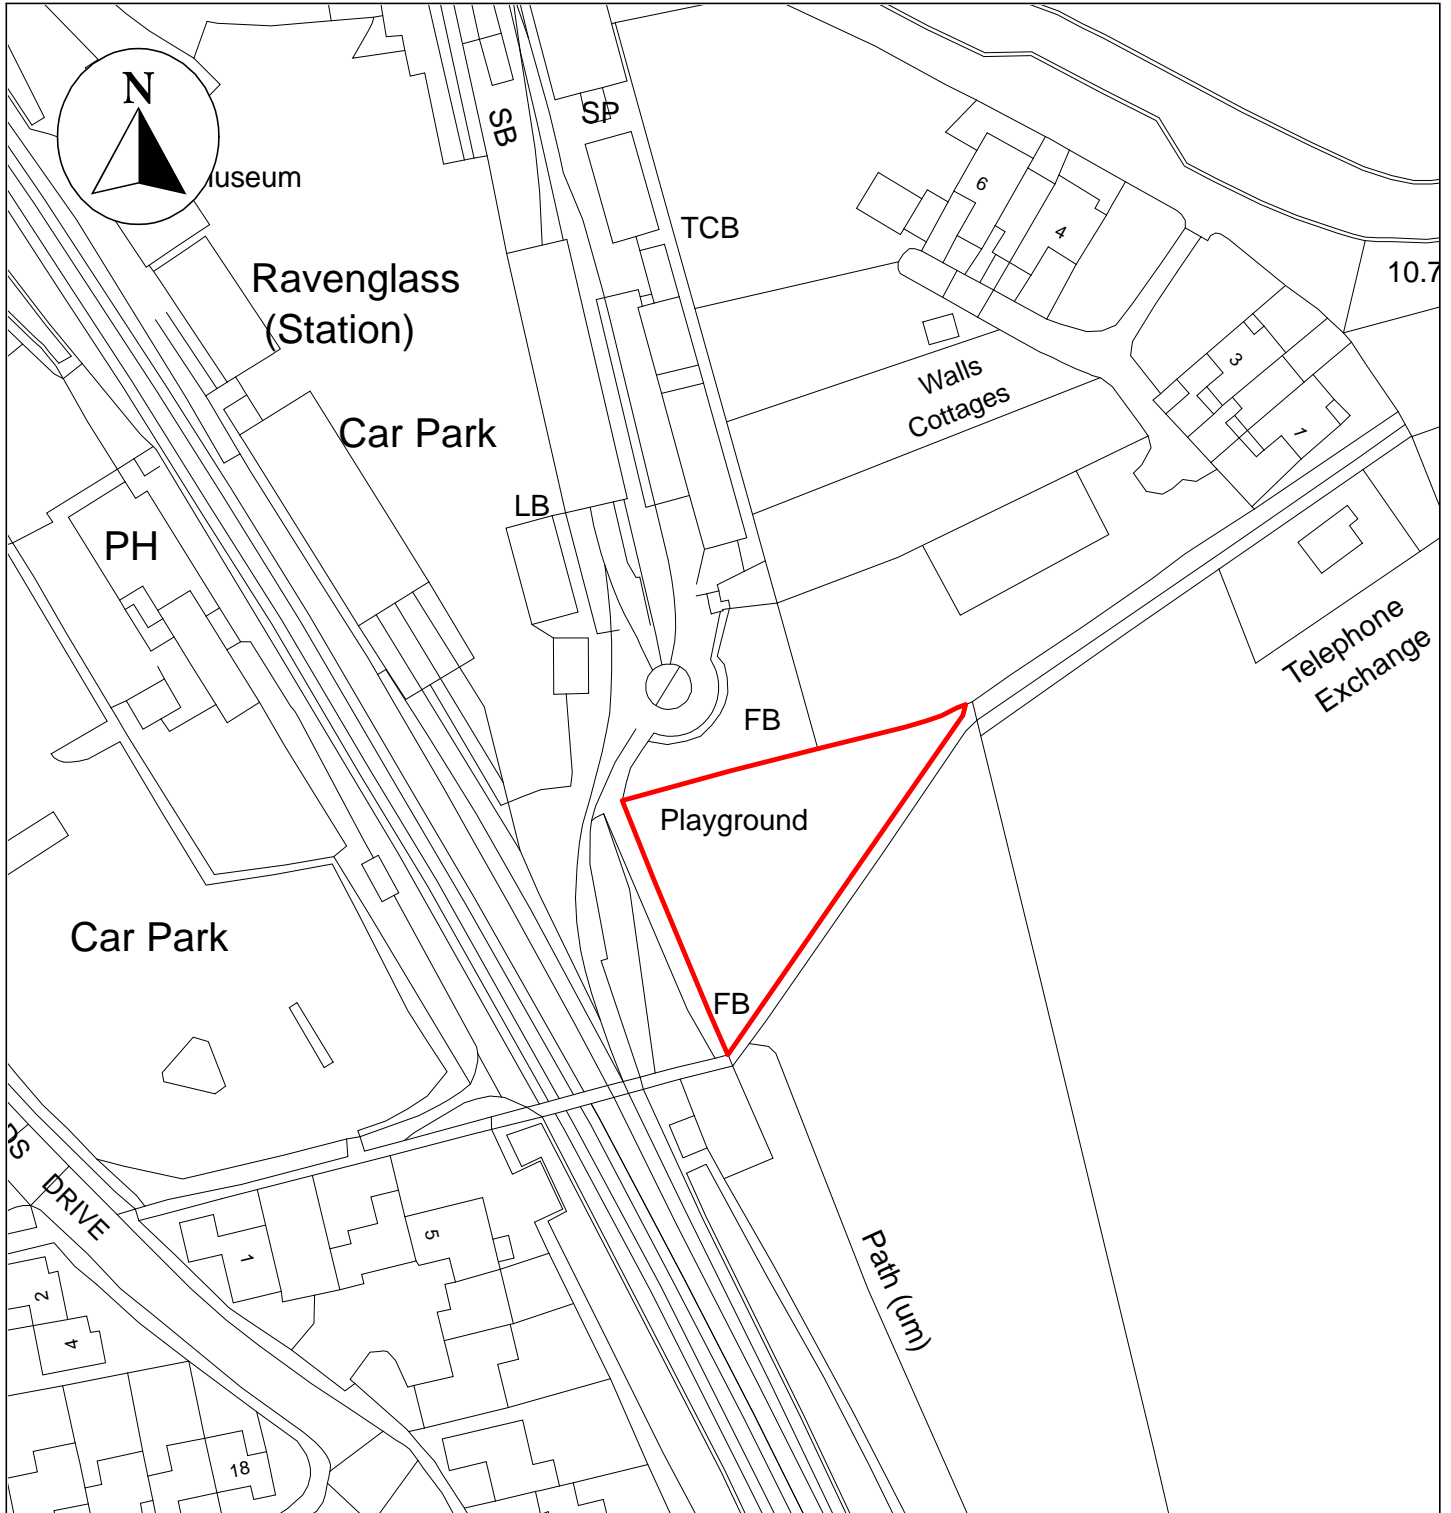 N
SB
SP
useum
6
TCB
4
Ravenglass
(Station)
10.7
3
Walls
Cottages
Car Park
1
LB
PH
Telephone
Exchange
FB
Playground
Car Park
FB
DRIVE
1
5
Path (um)
2
4
18